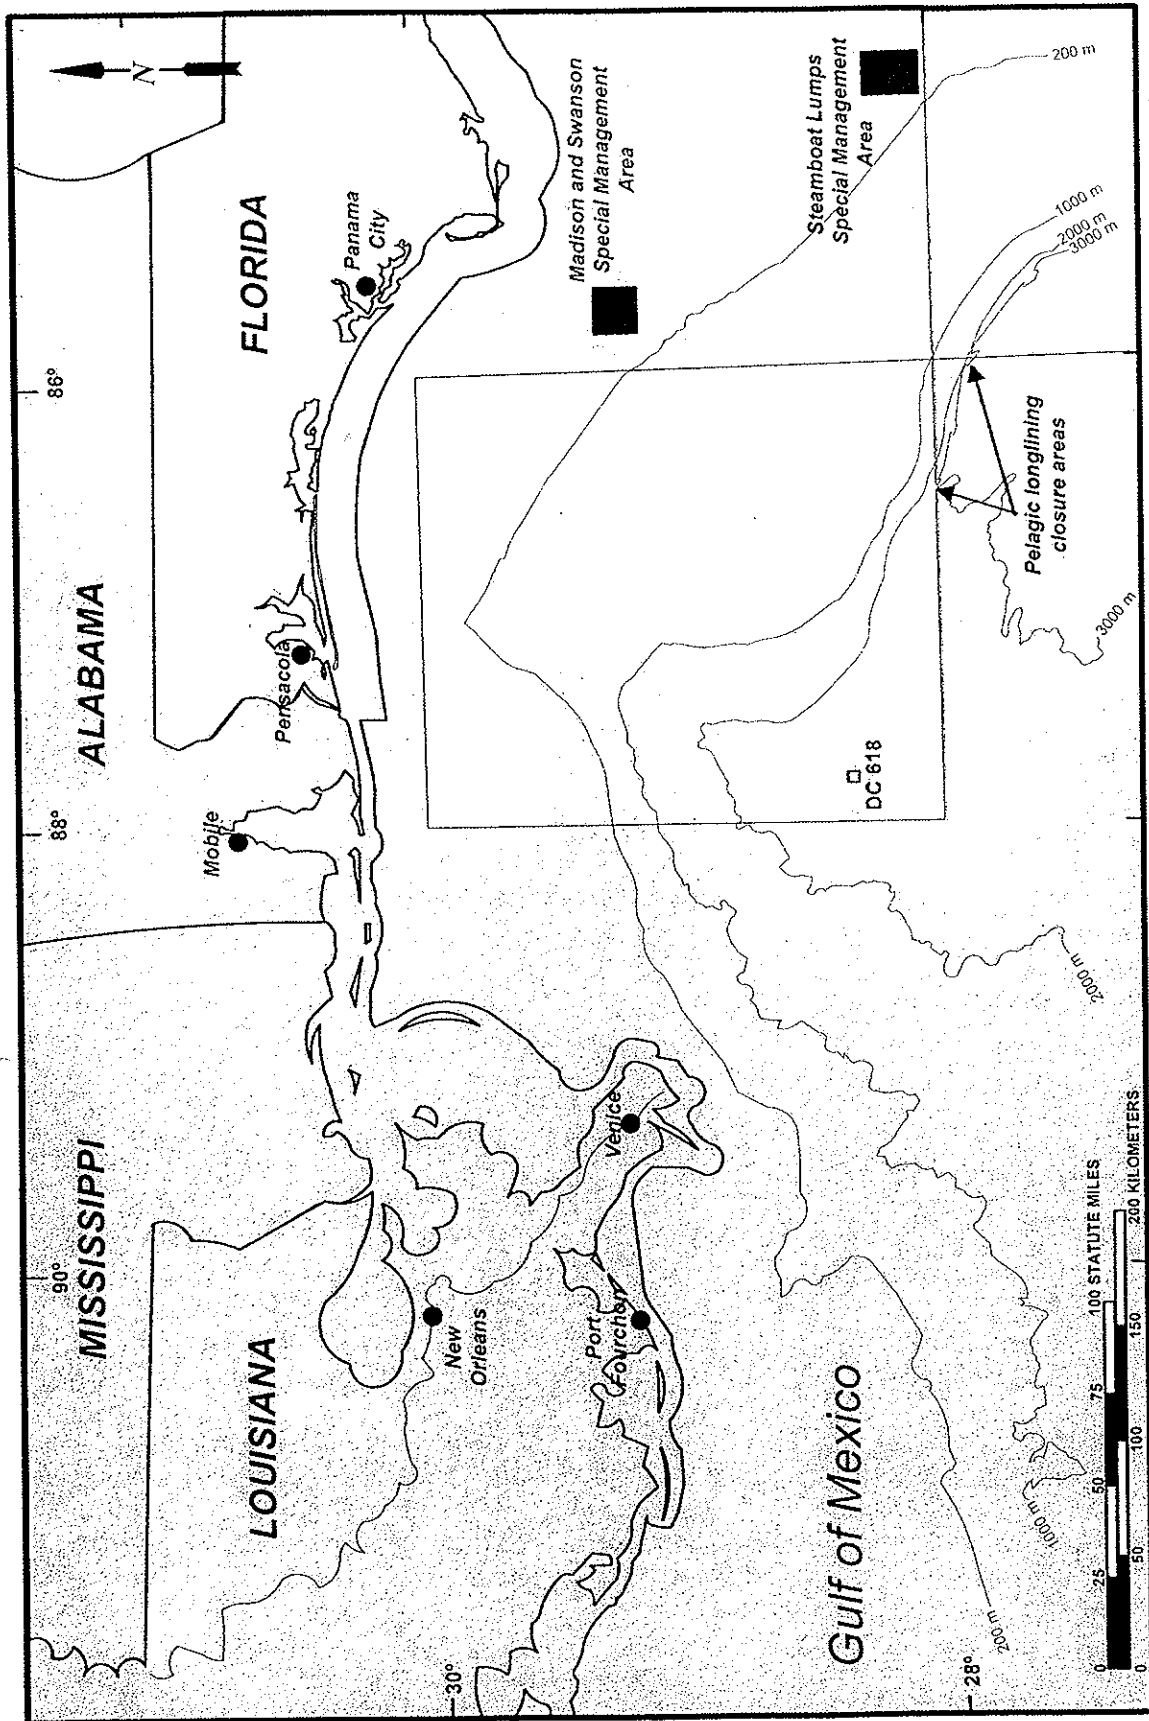 90°
88°
86°
N
MISSISSIPPI
ALABAMA
FLORIDA
LOUISIANA
Mobile
Pensacola
Panama
City
30°
New
Orleans
Venice
Port
Fourchon
Madison and Swanson
Special Management
Area
Steamboat Lumps
Special Management
Area
200 m
1000 m
2000 m
3000 m
DC 618
Gulf of Mexico
28°
Pelagic longlining
closure areas
3000 m
2000 m
1000 m
200 m
0 25 50 75 100 STATUTE MILES
0 50 100 150 200 KILOMETERS